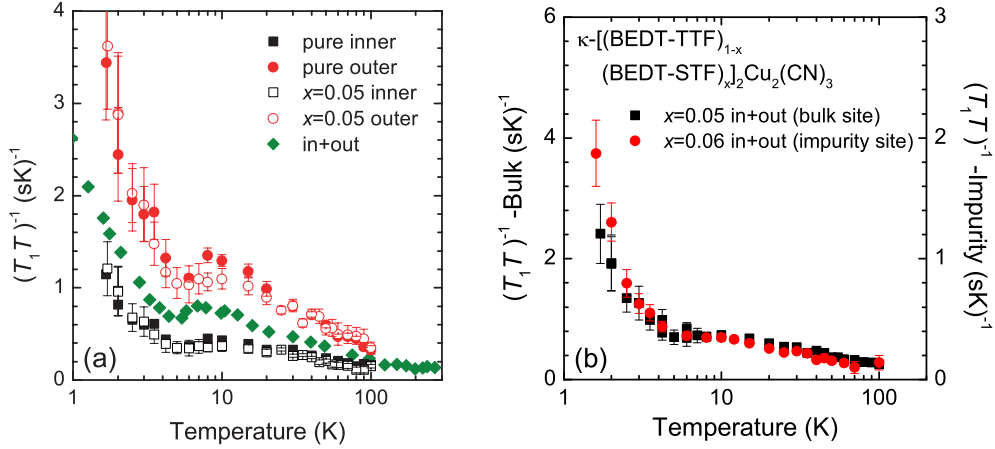 4
3
2
1
0
(T₁T)⁻¹ (sK)⁻¹
pure inner
pure outer
x=0.05 inner
x=0.05 outer
in+out
(a)
1
10
100
Temperature (K)
6
4
2
0
(T₁T)⁻¹ -Bulk (sK)⁻¹
κ-[(BEDT-TTF)₁₋ₓ
(BEDT-STF)ₓ]₂Cu₂(CN)₃
x=0.05 in+out (bulk site)
x=0.06 in+out (impurity site)
(b)
1
10
100
Temperature (K)
3
2
1
0
(T₁T)⁻¹ -Impurity (sK)⁻¹